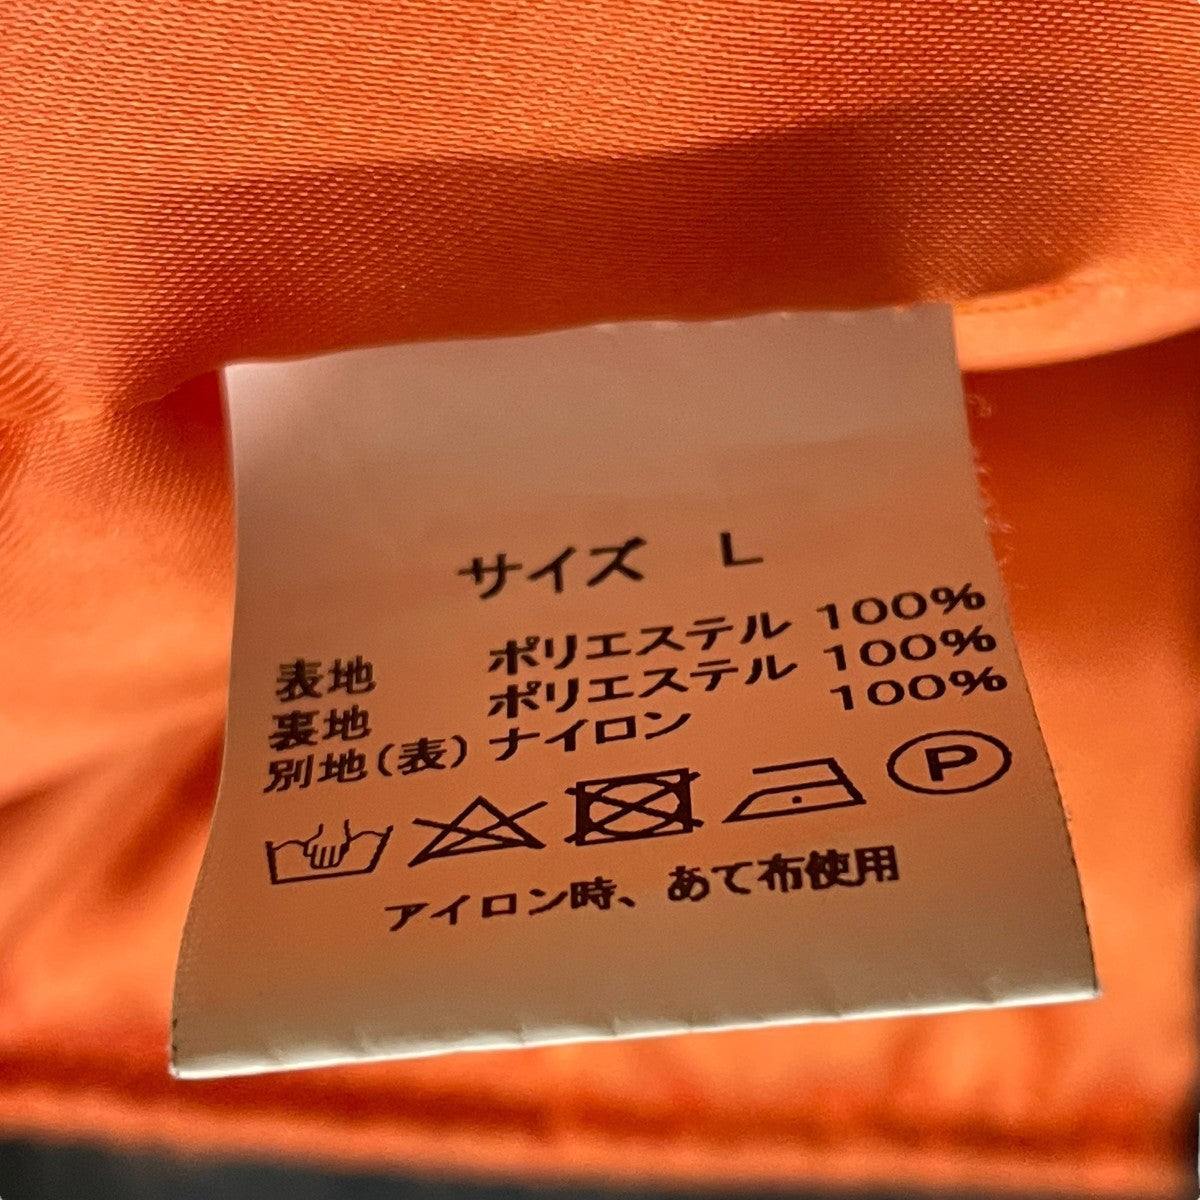 サイズ L
表地 ポリエステル 100%
裏地 ポリエステル 100%
別地(表) ナイロン 100%
P
アイロン時、あて布使用